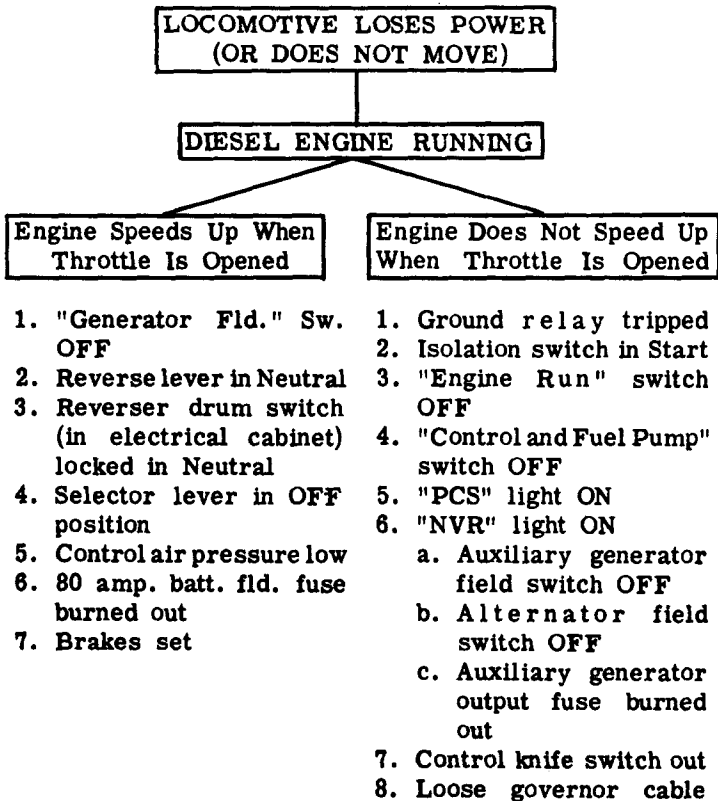 LOCOMOTIVE LOSES POWER
(OR DOES NOT MOVE)
DIESEL ENGINE RUNNING
Engine Speeds Up When
Throttle Is Opened
1. "Generator Fld." Sw.
OFF
2. Reverse lever in Neutral
3. Reverser drum switch
(in electrical cabinet)
locked in Neutral
4. Selector lever in OFF
position
5. Control air pressure low
6. 80 amp. batt. fld. fuse
burned out
7. Brakes set
Engine Does Not Speed Up
When Throttle Is Opened
1. Ground relay tripped
2. Isolation switch in Start
3. "Engine Run" switch
OFF
4. "Control and Fuel Pump"
switch OFF
5. "PCS" light ON
6. "NVR" light ON
a. Auxiliary generator
field switch OFF
b. Alternator field
switch OFF
c. Auxiliary generator
output fuse burned
out
7. Control knife switch out
8. Loose governor cable